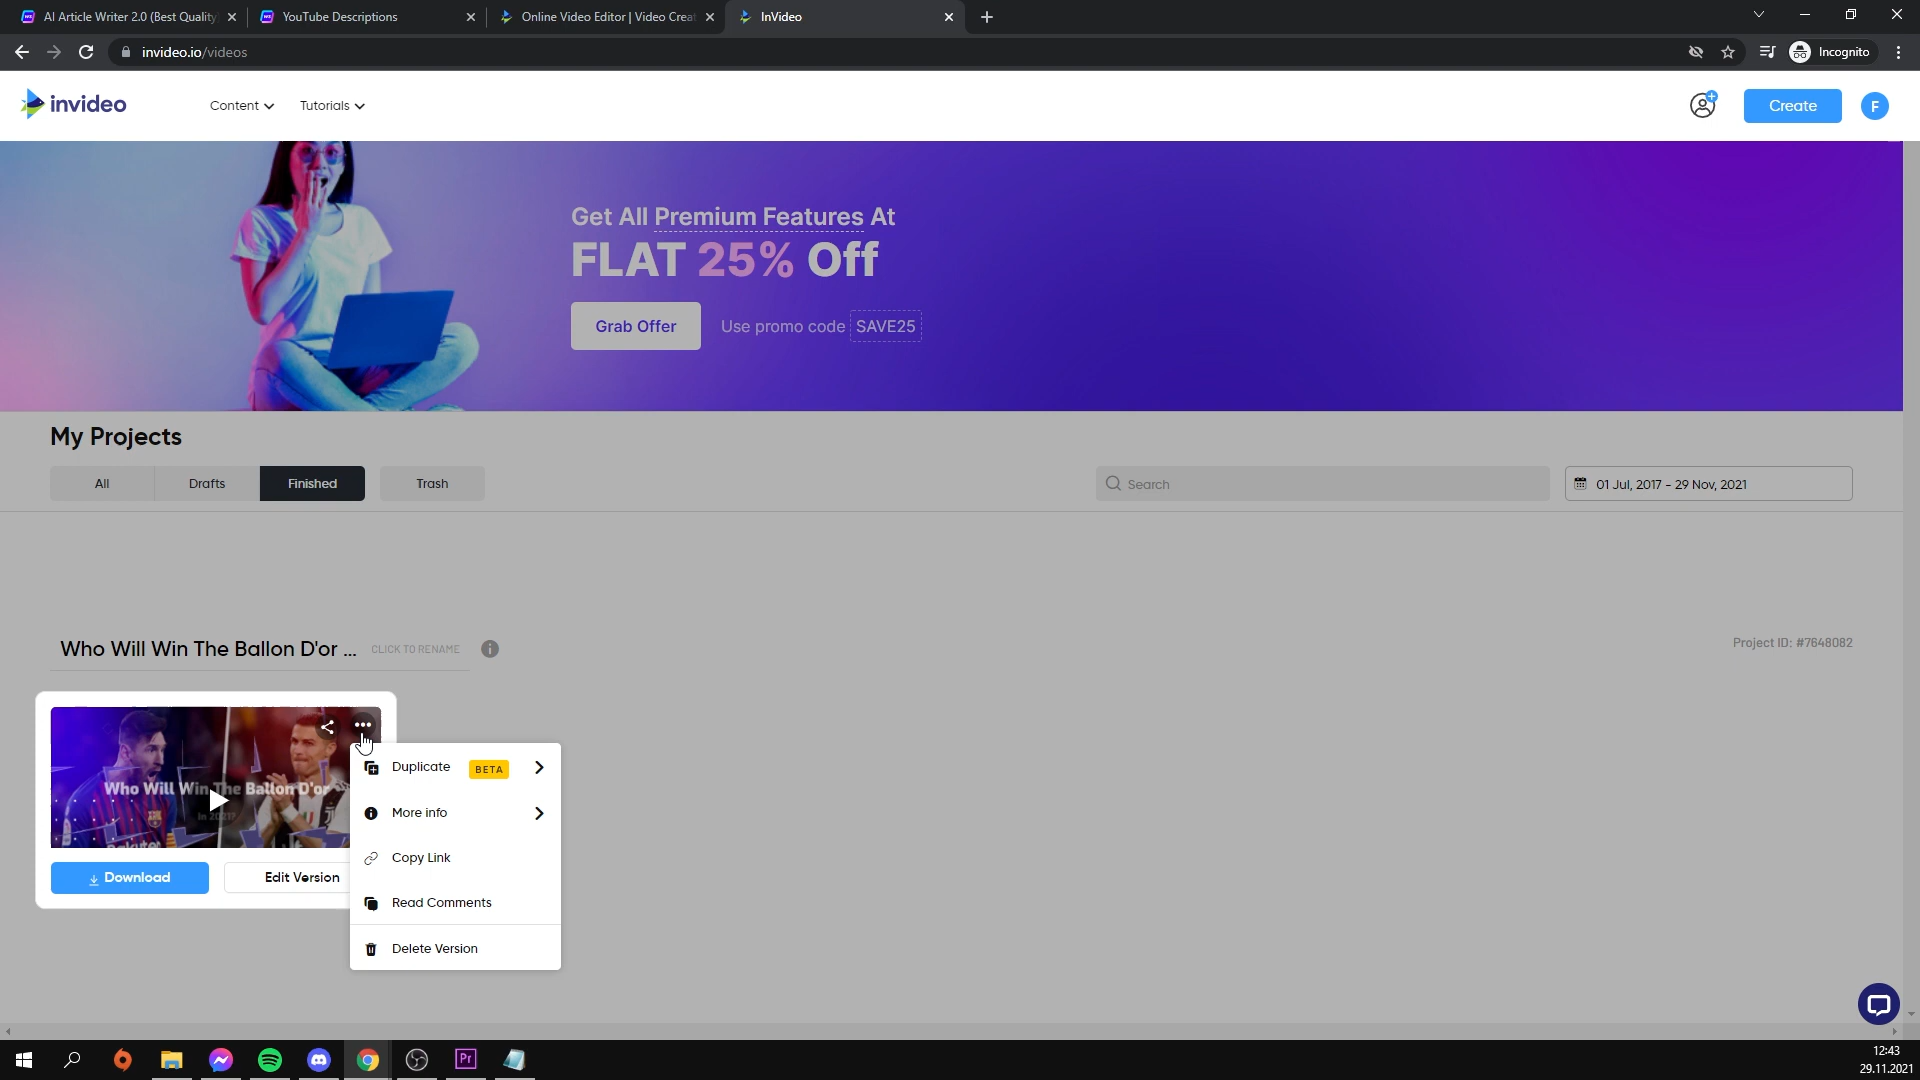 AI Article Writer 2.0 (Best Quality
YouTube Descriptions
Online Video Editor | Video Crea
InVideo
invideo.io/videos
Incognito
invideo
Content
Tutorials
Create
F
Get All Premium Features At
FLAT 25% Off
Grab Offer
Use promo code SAVE25
My Projects
All
Drafts
Finished
Trash
Search
01 Jul, 2017 - 29 Nov, 2021
Who Will Win The Ballon D'or ...
CLICK TO RENAME
Project ID: #7648082
Who Will Win The Ballon D'or
in 2021?
Duplicate
BETA
More info
Copy Link
Read Comments
Delete Version
Download
Edit Version
Pr
12:43
29.11.2021